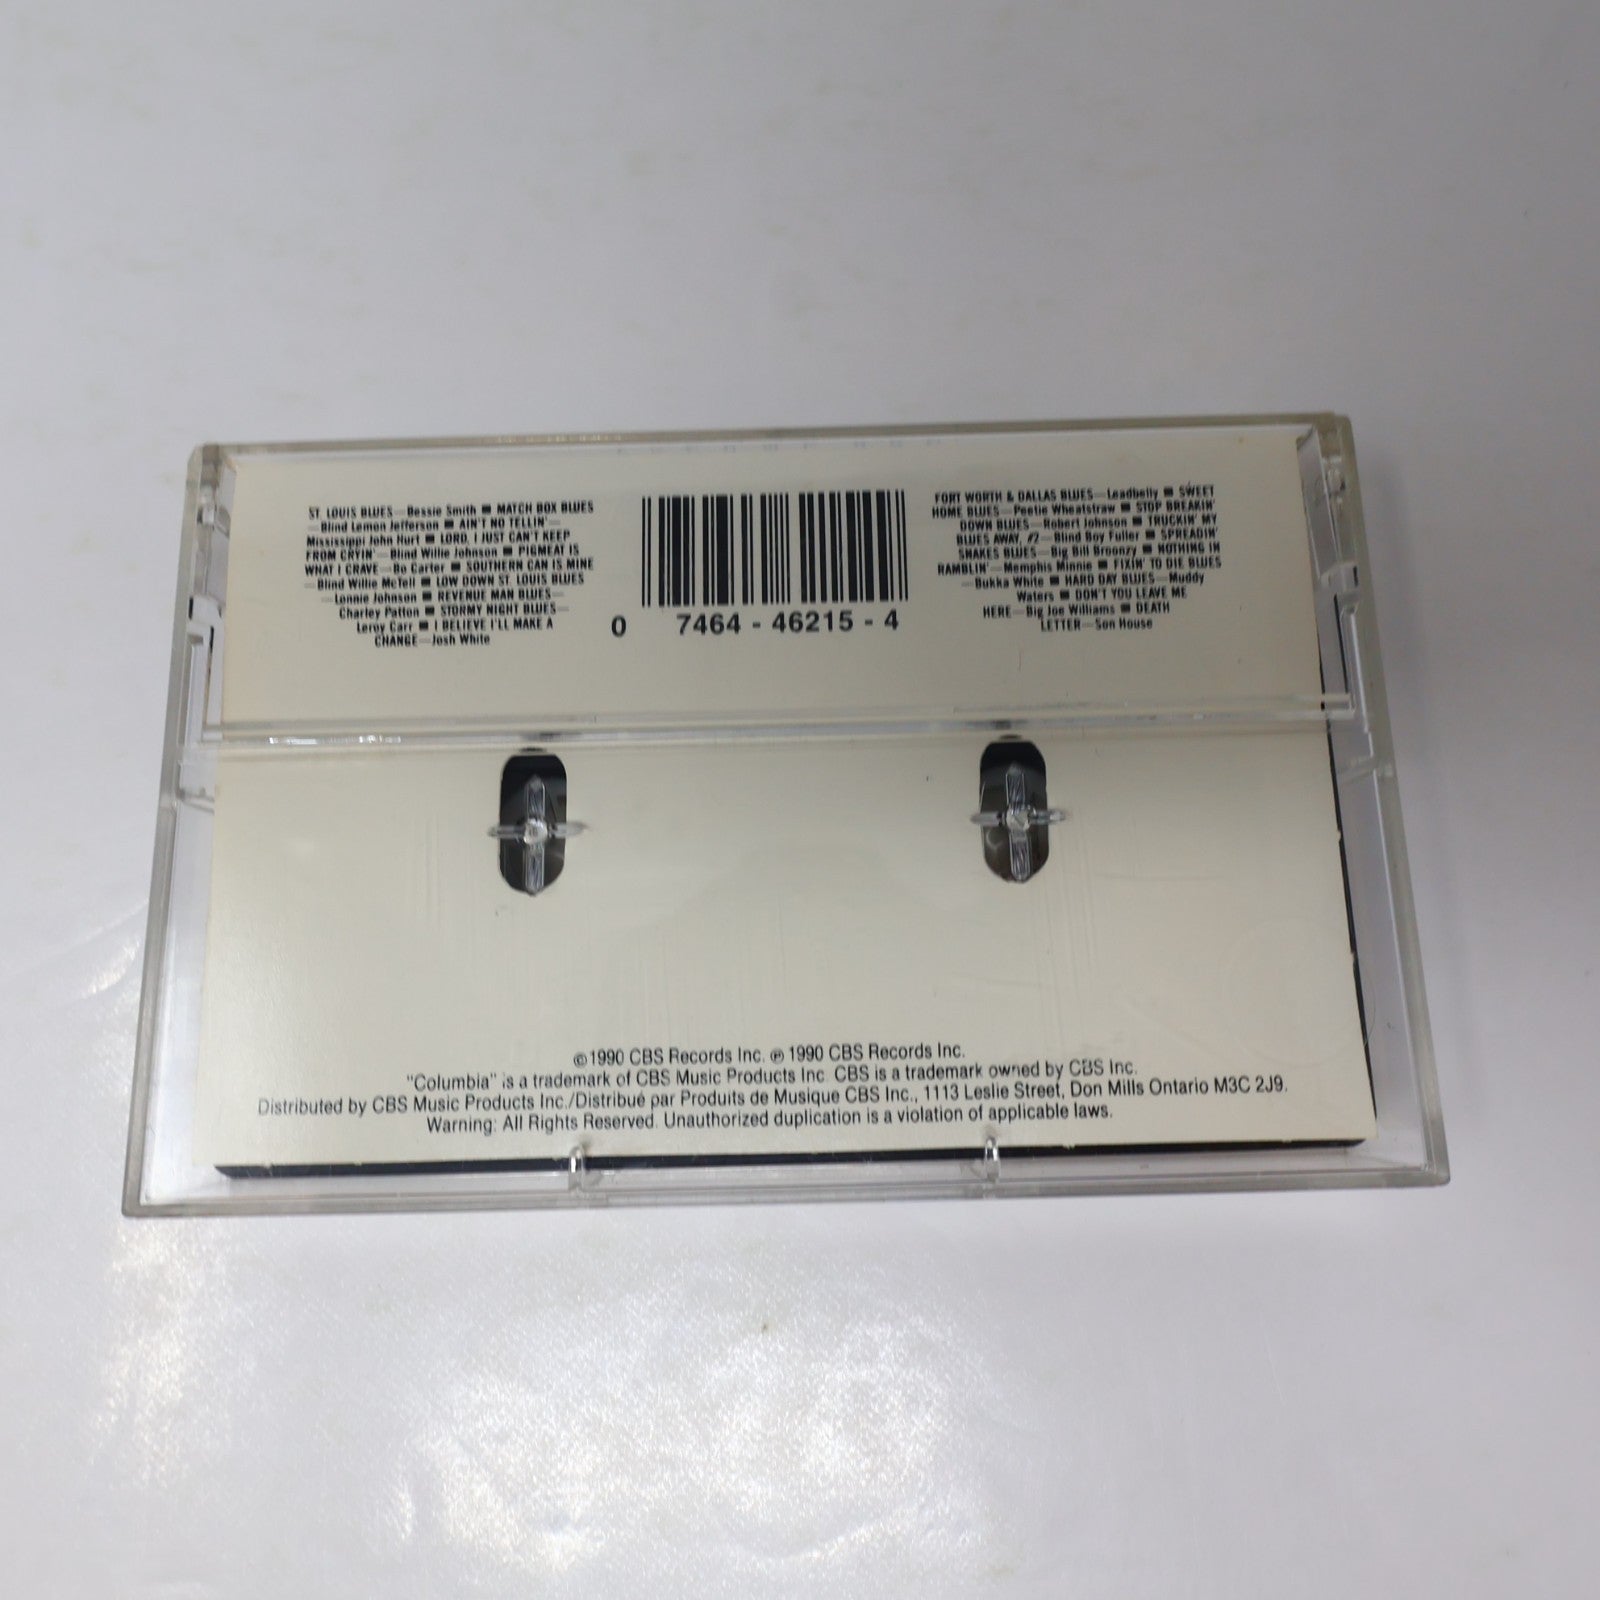 ST. LOUIS BLUES—Bessie Smith ■ MATCH BOX BLUES
—Blind Lemon Jefferson ■ AIN'T NO TELLIN'—
Mississippi John Hurt ■ LORD, I JUST CAN'T KEEP
FROM CRYIN'—Blind Willie Johnson ■ PIGMEAT IS
WHAT I CRAVE—Bo Carter ■ SOUTHERN CAN IS MINE
—Blind Willie McTell ■ LOW DOWN ST. LOUIS BLUES
—Lonnie Johnson ■ REVENUE MAN BLUES—
Charley Patton ■ STORMY NIGHT BLUES—
Leroy Carr ■ I BELIEVE I'LL MAKE A
CHANGE—Josh White
0 7464-46215-4
FORT WORTH & DALLAS BLUES—Leadbelly ■ SWEET
HOME BLUES—Peetie Wheatstraw ■ STOP BREAKIN'
DOWN BLUES—Robert Johnson ■ TRUCKIN' MY
BLUES AWAY, #2—Blind Boy Fuller ■ SPREADIN'
SNAKES BLUES—Big Bill Broonzy ■ NOTHING IN
RAMBLIN'—Memphis Minnie ■ FIXIN' TO DIE BLUES
—Bukka White ■ HARD DAY BLUES—Muddy
Waters ■ DON'T YOU LEAVE ME
HERE—Big Joe Williams ■ DEATH
LETTER—Son House
©1990 CBS Records Inc. ℗ 1990 CBS Records Inc.
"Columbia" is a trademark of CBS Music Products Inc. CBS is a trademark owned by CBS Inc.
Distributed by CBS Music Products Inc./Distribué par Produits de Musique CBS Inc., 1113 Leslie Street, Don Mills Ontario M3C 2J9.
Warning: All Rights Reserved. Unauthorized duplication is a violation of applicable laws.